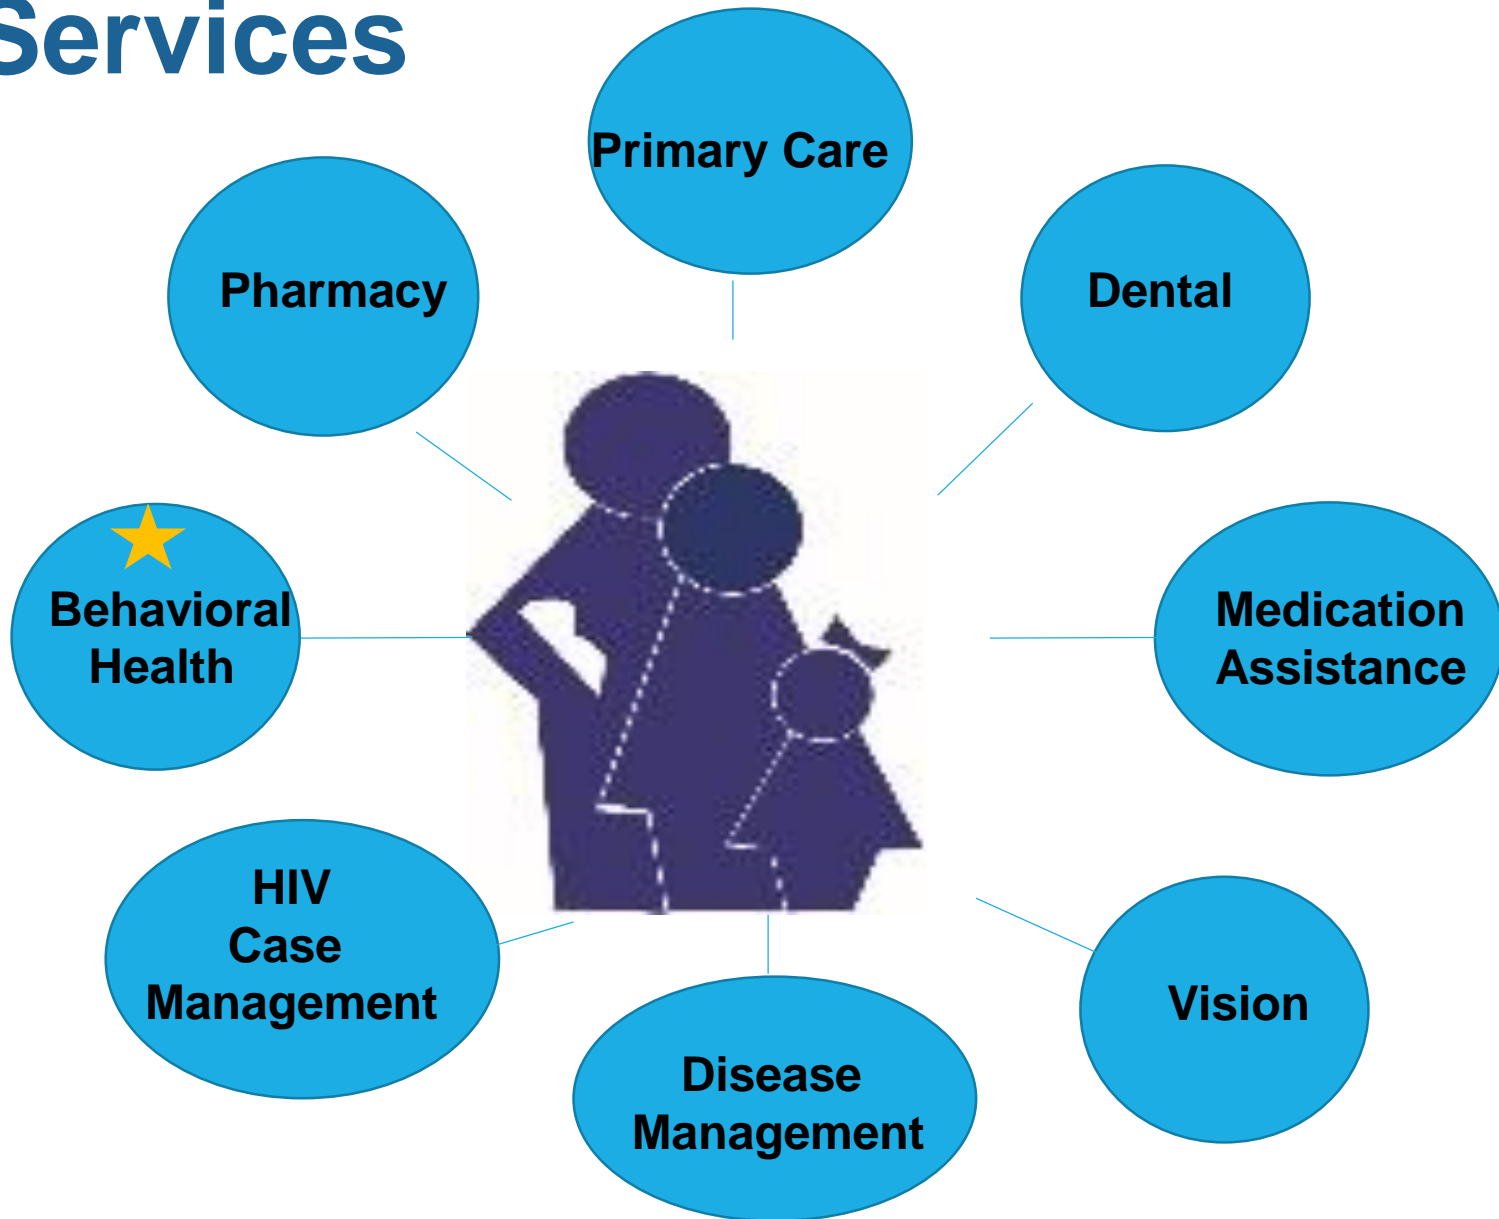 Services
Primary Care
Pharmacy
Dental
Behavioral
Health
Medication
Assistance
HIV
Case
Management
Vision
Disease
Management